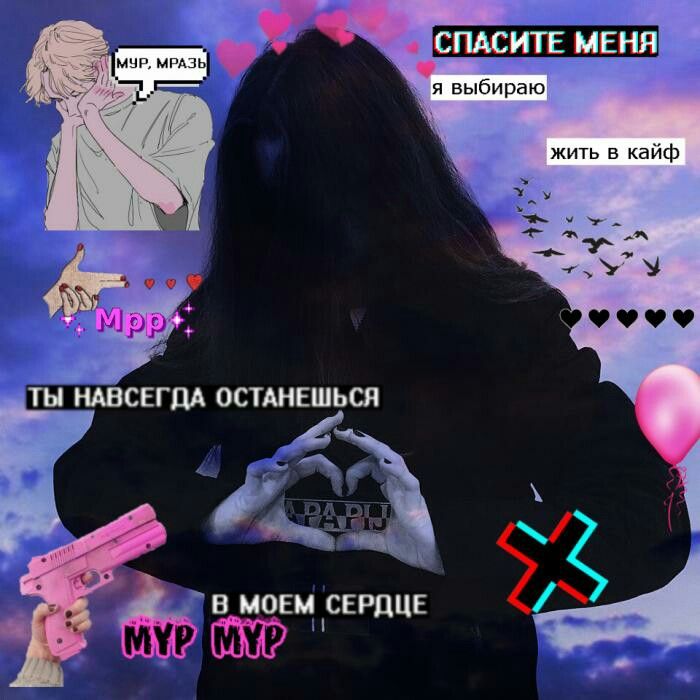 СПАСИТЕ МЕНЯ
МУР, МРАЗЬ
я выбираю
жить в кайф
Мрр
ТЫ НАВСЕГДА ОСТАНЕШЬСЯ
В МОЕМ СЕРДЦЕ
МУР МУР